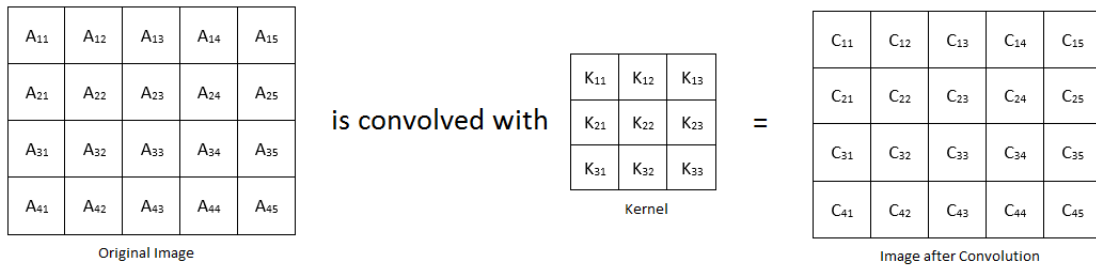 A₁₁ A₁₂ A₁₃ A₁₄ A₁₅
A₂₁ A₂₂ A₂₃ A₂₄ A₂₅
A₃₁ A₃₂ A₃₃ A₃₄ A₃₅
A₄₁ A₄₂ A₄₃ A₄₄ A₄₅
Original Image
is convolved with
K₁₁ K₁₂ K₁₃
K₂₁ K₂₂ K₂₃
K₃₁ K₃₂ K₃₃
Kernel
=
C₁₁ C₁₂ C₁₃ C₁₄ C₁₅
C₂₁ C₂₂ C₂₃ C₂₄ C₂₅
C₃₁ C₃₂ C₃₃ C₃₄ C₃₅
C₄₁ C₄₂ C₄₃ C₄₄ C₄₅
Image after Convolution